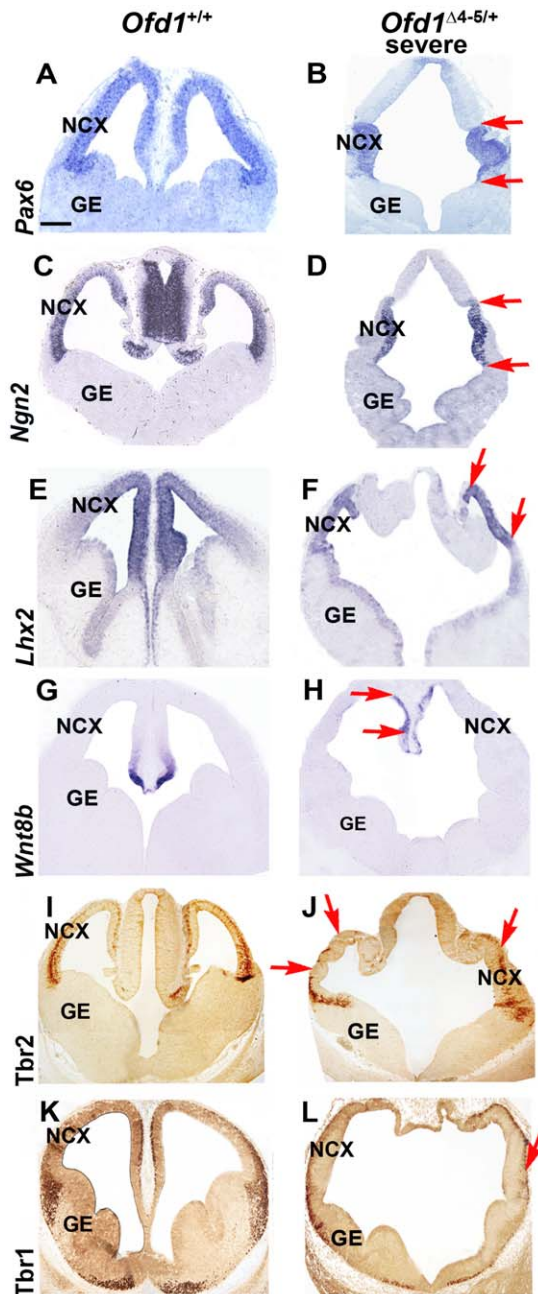 Ofd1+/+
Ofd1Δ4-5/+
severe
A
NCX
GE
Pax6
B
NCX
GE
C
NCX
GE
Ngn2
D
NCX
GE
E
NCX
GE
Lhx2
F
NCX
GE
G
NCX
GE
Wnt8b
H
NCX
GE
I
NCX
GE
Tbr2
J
NCX
GE
K
NCX
GE
Tbr1
L
NCX
GE